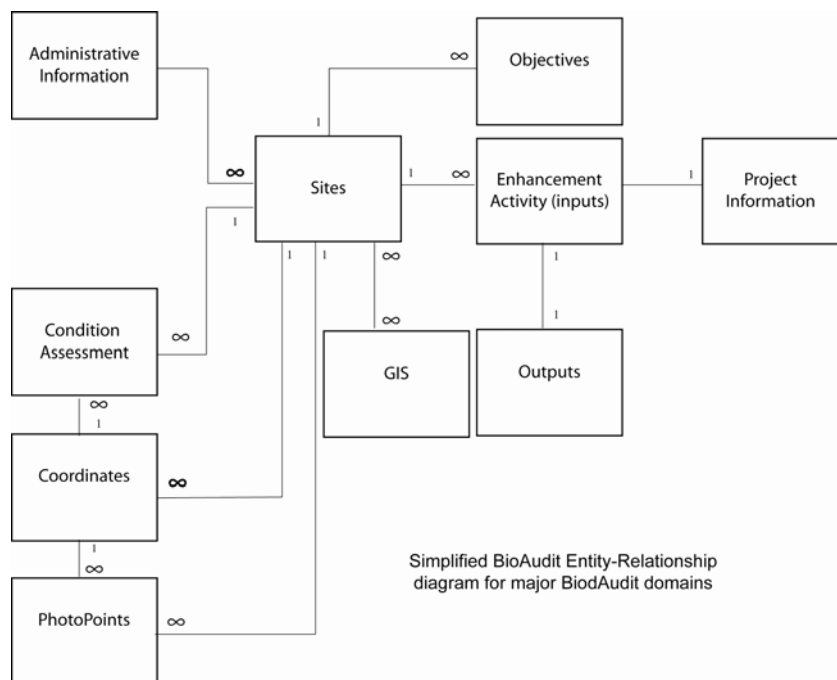 Administrative
Information
∞
Objectives
1
∞
Sites
1
∞
Enhancement
Activity (inputs)
1
Project
Information
1
1
1
∞
1
∞
Condition
Assessment
∞
GIS
1
Outputs
∞
1
Coordinates
∞
1
∞
PhotoPoints
∞
Simplified BioAudit Entity-Relationship
diagram for major BiodAudit domains